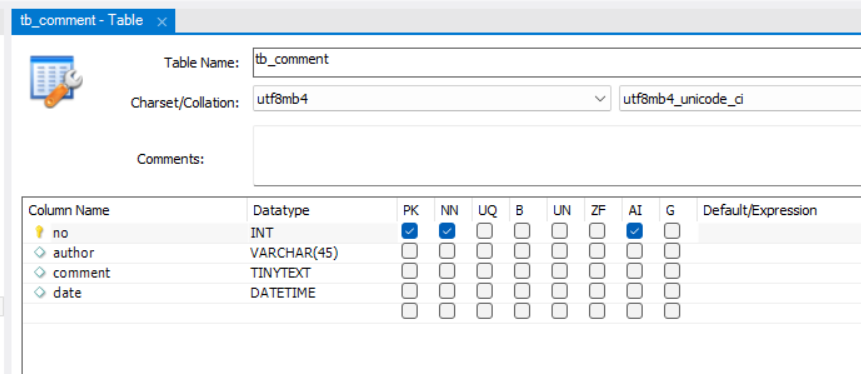 tb_comment - Table ×
Table Name: tb_comment
Charset/Collation: utf8mb4 utf8mb4_unicode_ci
Comments:
Column Name Datatype PK NN UQ B UN ZF AI G Default/Expression
no INT
author VARCHAR(45)
comment TINYTEXT
date DATETIME